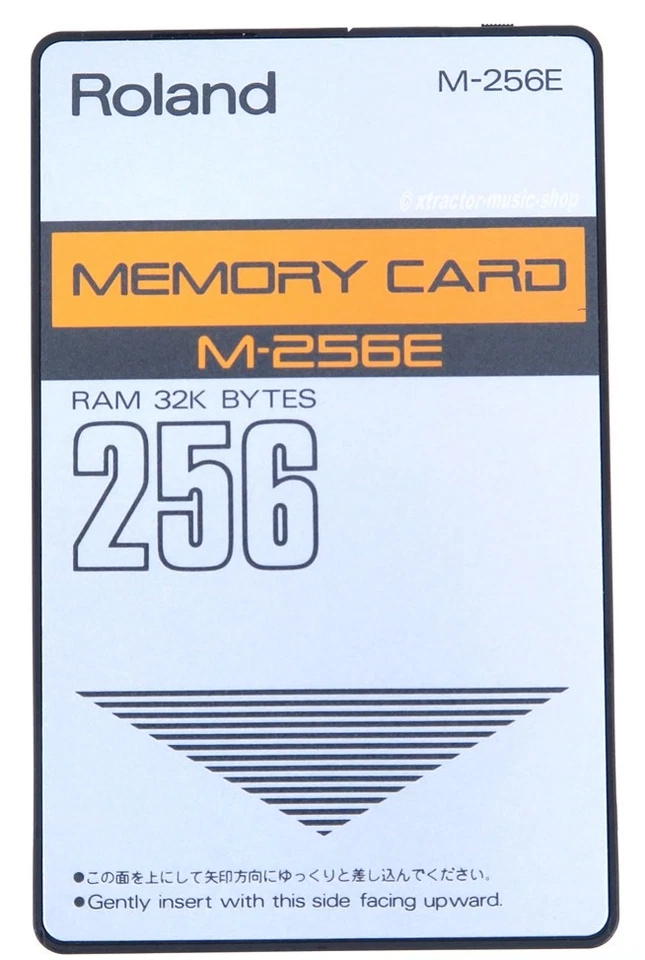 Roland
M-256E
© xtractor-music-shop
MEMORY CARD
M-256E
RAM 32K BYTES
256
●この面を上にして矢印方向にゆっくりと差し込んでください。
●Gently insert with this side facing upward.